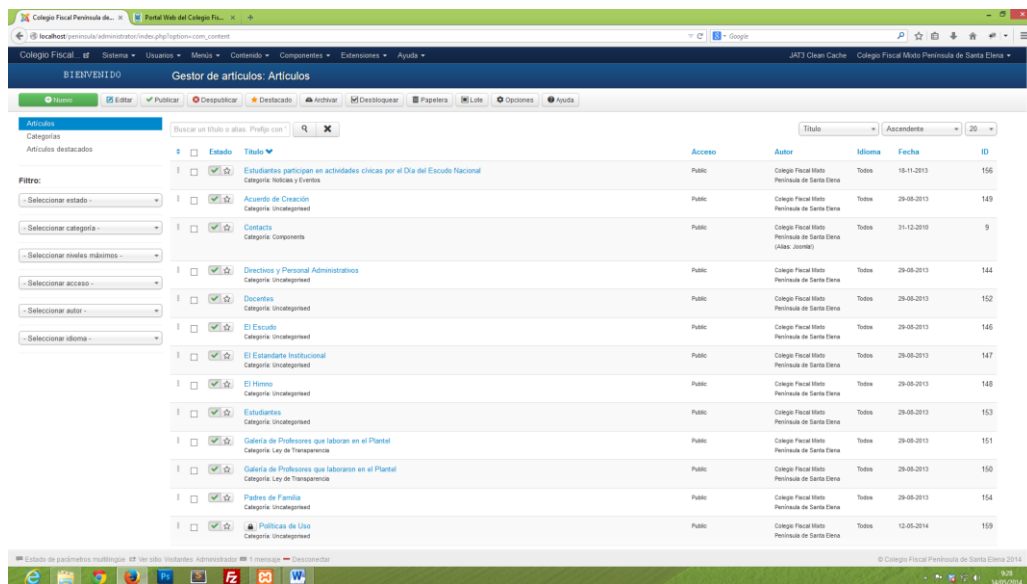 Colegio Fiscal Península de... × Portal Web del Colegio Fis... × +
localhost/peninsula/administrator/index.php?option=com_content Google
Colegio Fiscal... Sistema Usuarios Menús Contenido Componentes Extensiones Ayuda JAT3 Clean Cache Colegio Fiscal Mixto Península de Santa Elena
BIENVENIDO Gestor de artículos: Artículos
Nuevo Editar Publicar Despublicar Destacado Archivar Desbloquear Papelera Lote Opciones Ayuda
Artículos
Categorías
Artículos destacados
Filtro:
- Seleccionar estado -
- Seleccionar categoría -
- Seleccionar niveles máximos -
- Seleccionar acceso -
- Seleccionar autor -
- Seleccionar idioma -
Buscar un título o alias. Prefijo con Título Ascendente 20
Estado Título Acceso Autor Idioma Fecha ID
Estudiantes participan en actividades cívicas por el Día del Escudo Nacional Public Colegio Fiscal Mixto Todos 18-11-2013 156
Categoría: Noticias y Eventos Península de Santa Elena
Acuerdo de Creación Public Colegio Fiscal Mixto Todos 29-08-2013 149
Categoría: Uncategorised Península de Santa Elena
Contacts Public Colegio Fiscal Mixto Todos 31-12-2010 9
Categoría: Components Península de Santa Elena
(Alias: Joomla!)
Directivos y Personal Administrativos Public Colegio Fiscal Mixto Todos 29-08-2013 144
Categoría: Uncategorised Península de Santa Elena
Docentes Public Colegio Fiscal Mixto Todos 29-08-2013 152
Categoría: Uncategorised Península de Santa Elena
El Escudo Public Colegio Fiscal Mixto Todos 29-08-2013 146
Categoría: Uncategorised Península de Santa Elena
El Estandarte Institucional Public Colegio Fiscal Mixto Todos 29-08-2013 147
Categoría: Uncategorised Península de Santa Elena
El Himno Public Colegio Fiscal Mixto Todos 29-08-2013 148
Categoría: Uncategorised Península de Santa Elena
Estudiantes Public Colegio Fiscal Mixto Todos 29-08-2013 153
Categoría: Uncategorised Península de Santa Elena
Galería de Profesores que laboran en el Plantel Public Colegio Fiscal Mixto Todos 29-08-2013 151
Categoría: Ley de Transparencia Península de Santa Elena
Galería de Profesores que laboraron en el Plantel Public Colegio Fiscal Mixto Todos 29-08-2013 150
Categoría: Ley de Transparencia Península de Santa Elena
Padres de Familia Public Colegio Fiscal Mixto Todos 29-08-2013 154
Categoría: Uncategorised Península de Santa Elena
Políticas de Uso Public Colegio Fiscal Mixto Todos 12-05-2014 159
Categoría: Uncategorised Península de Santa Elena
Estado de parámetros multilingüe Ver sitio Visitantes Administrador 1 mensaje Desconectar © Colegio Fiscal Península de Santa Elena 2014
Ps Fz W 9:28
14/05/2014